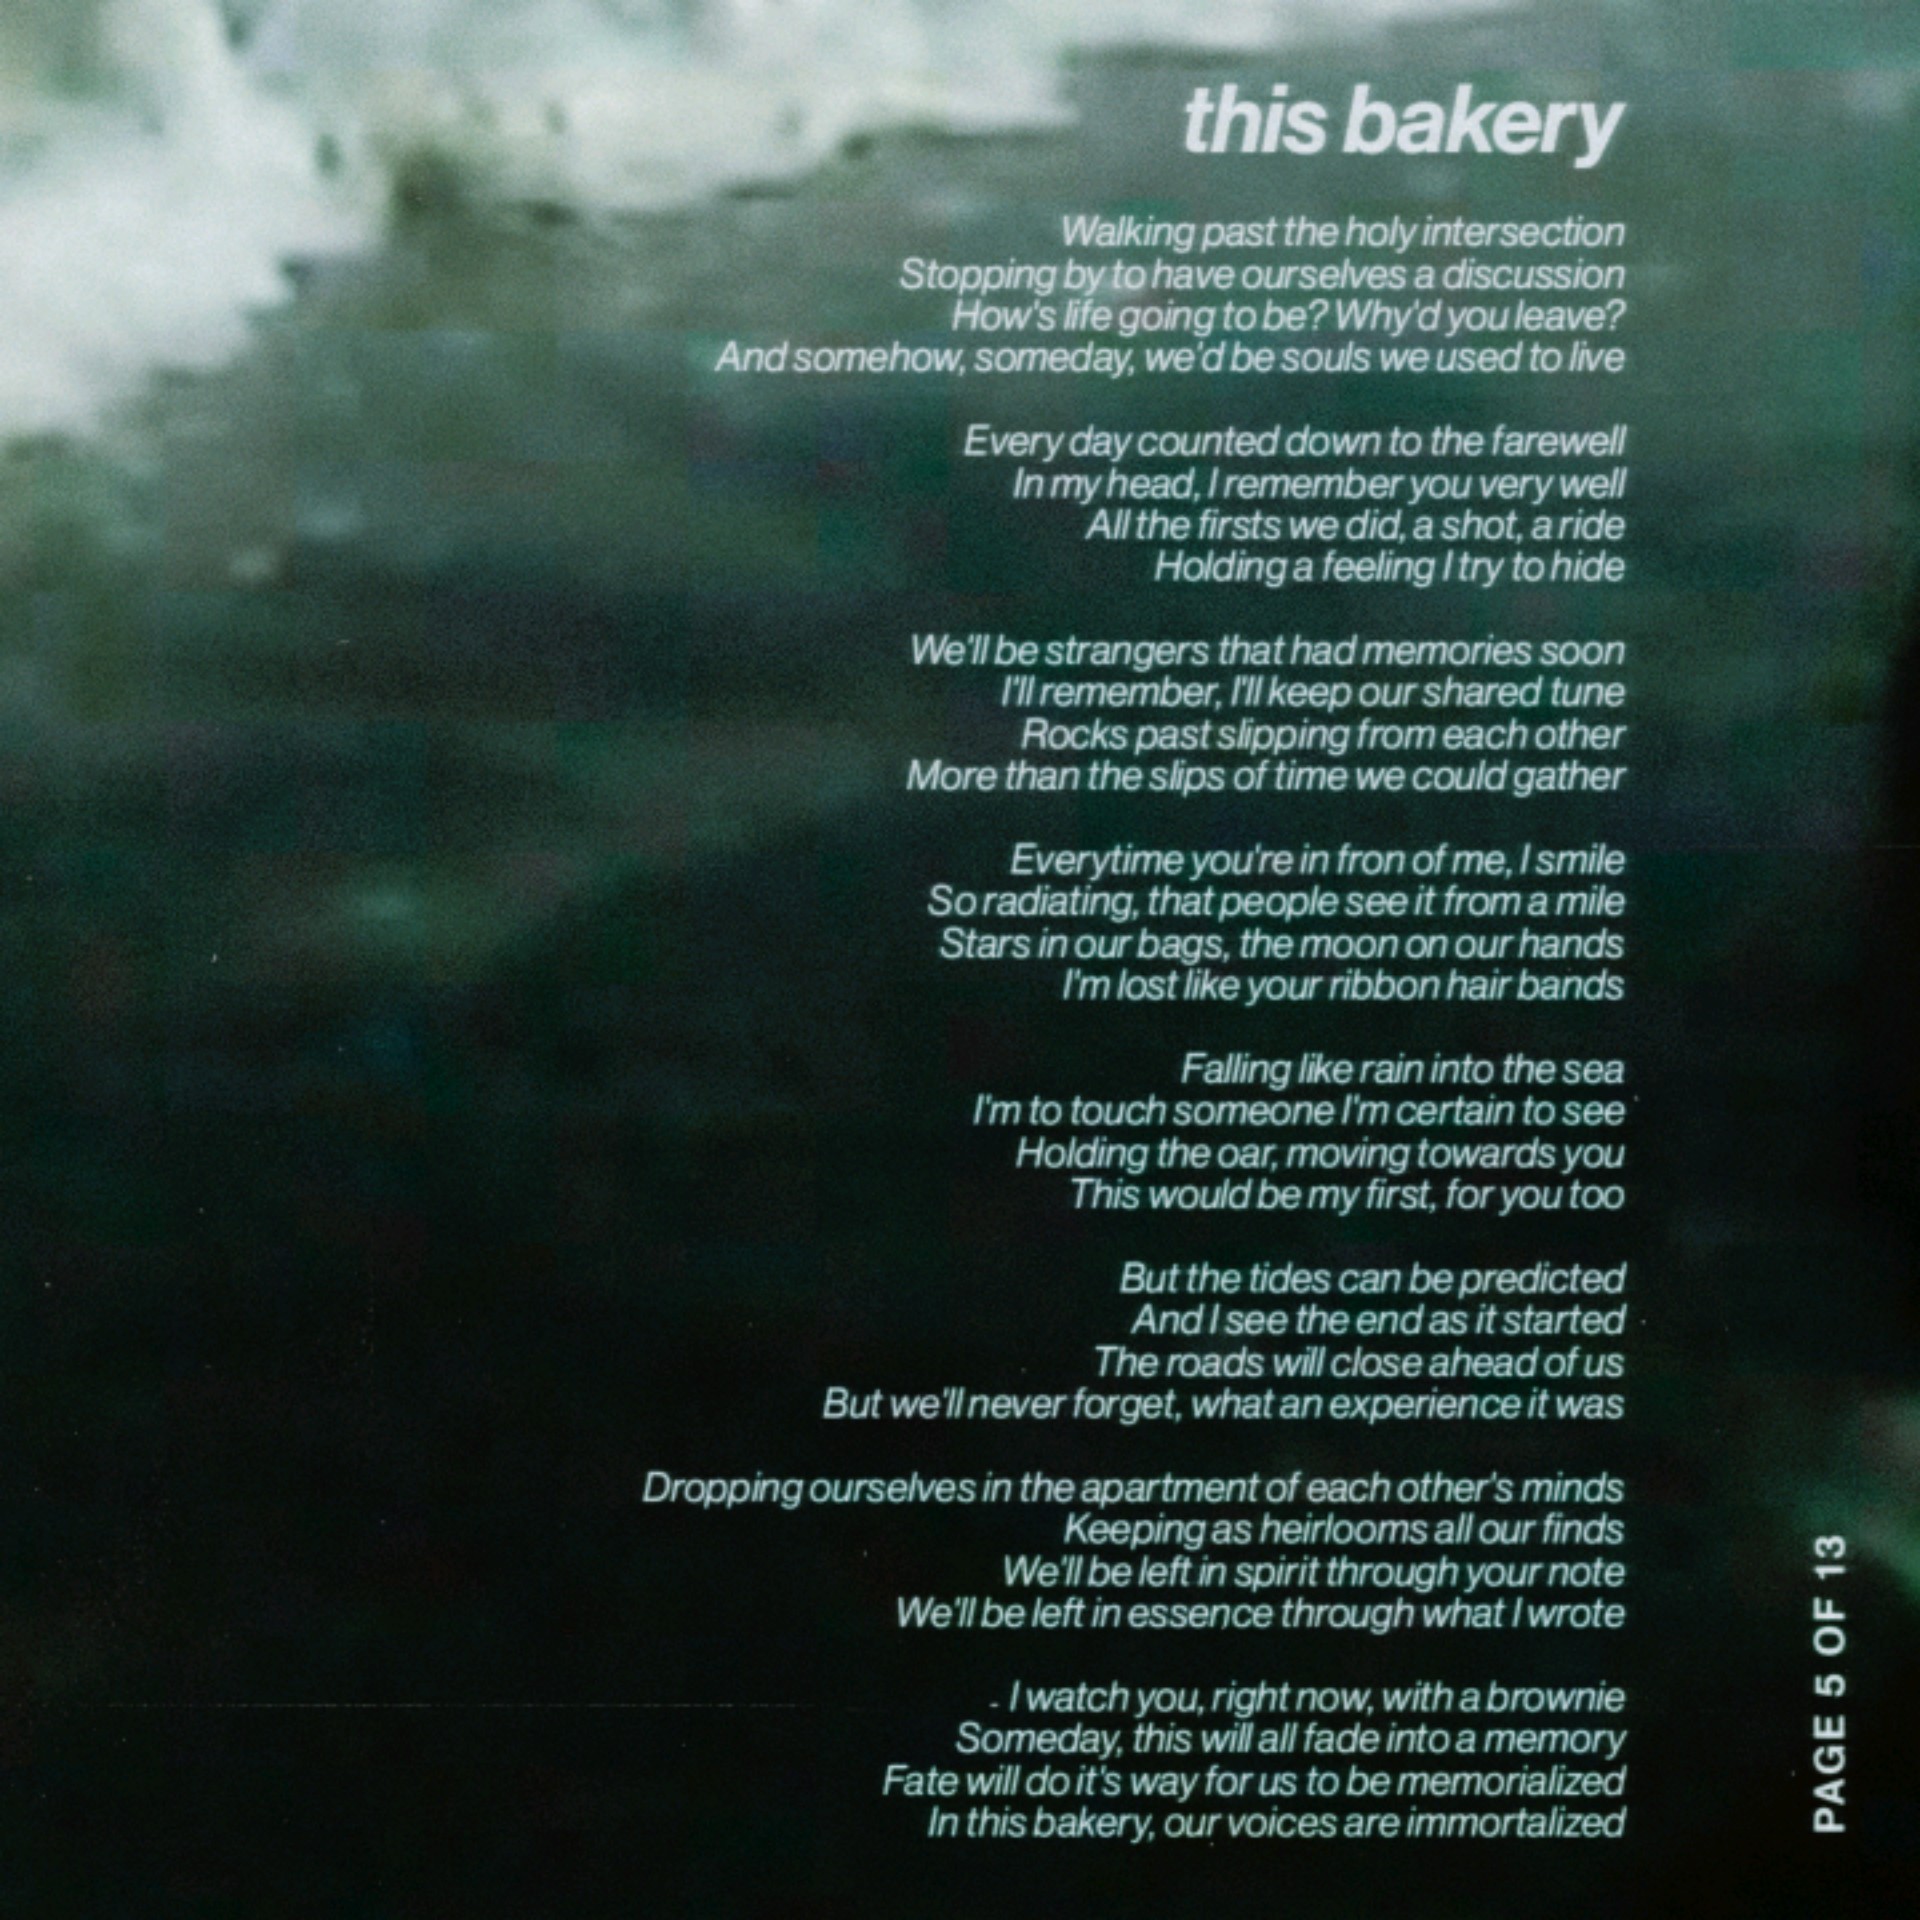 this bakery
Walking past the holy intersection
Stopping by to have ourselves a discussion
How's life going to be? Why'd you leave?
And somehow, someday, we'd be souls we used to live
Every day counted down to the farewell
In my head, I remember you very well
All the firsts we did, a shot, a ride
Holding a feeling I try to hide
We'll be strangers that had memories soon
I'll remember, I'll keep our shared tune
Rocks past slipping from each other
More than the slips of time we could gather
Everytime you're in fron of me, I smile
So radiating, that people see it from a mile
Stars in our bags, the moon on our hands
I'm lost like your ribbon hair bands
Falling like rain into the sea
I'm to touch someone I'm certain to see
Holding the oar, moving towards you
This would be my first, for you too
But the tides can be predicted
And I see the end as it started
The roads will close ahead of us
But we'll never forget, what an experience it was
Dropping ourselves in the apartment of each other's minds
Keeping as heirlooms all our finds
We'll be left in spirit through your note
We'll be left in essence through what I wrote
I watch you, right now, with a brownie
Someday, this will all fade into a memory
Fate will do it's way for us to be memorialized
In this bakery, our voices are immortalized
PAGE 5 OF 13